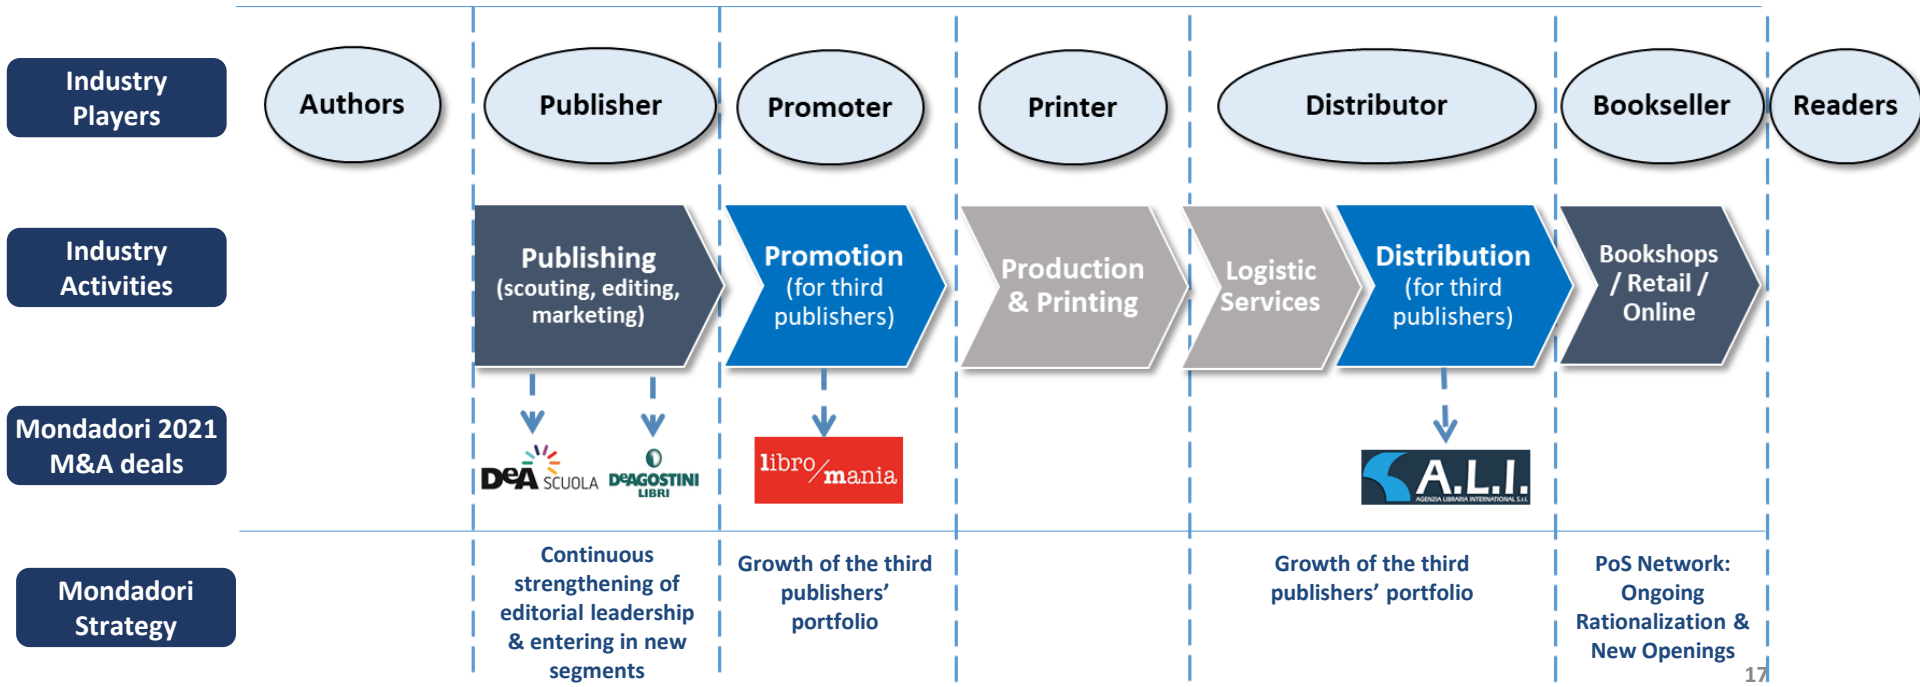 Industry
Players
Authors
Publisher
Promoter
Printer
Distributor
Bookseller
Readers
Industry
Activities
Publishing
(scouting, editing,
marketing)
Promotion
(for third
publishers)
Production
& Printing
Logistic
Services
Distribution
(for third
publishers)
Bookshops
/ Retail /
Online
Mondadori 2021
M&A deals
DeA SCUOLA
DeAGOSTINI
LIBRI
libro/mania
A.L.I.
AGENZIA LIBRARIA INTERNATIONAL S.r.l.
Mondadori
Strategy
Continuous
strengthening of
editorial leadership
& entering in new
segments
Growth of the third
publishers’
portfolio
Growth of the third
publishers’ portfolio
PoS Network:
Ongoing
Rationalization &
New Openings
17